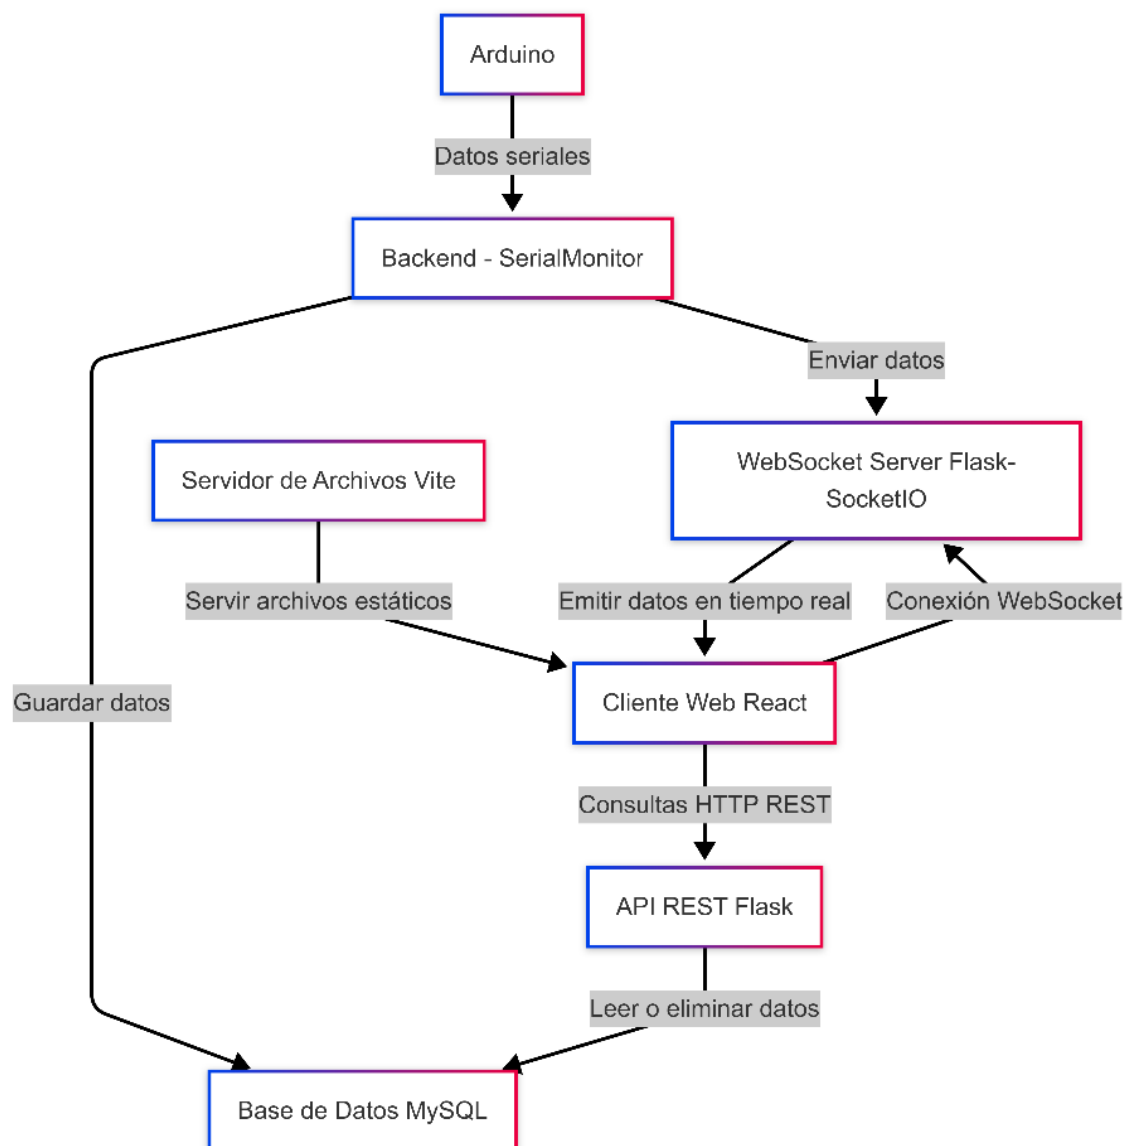 Arduino
Datos seriales
Backend - SerialMonitor
Enviar datos
Servidor de Archivos Vite
WebSocket Server Flask-
SocketIO
Servir archivos estáticos
Emitir datos en tiempo real
Conexión WebSocket
Guardar datos
Cliente Web React
Consultas HTTP REST
API REST Flask
Leer o eliminar datos
Base de Datos MySQL